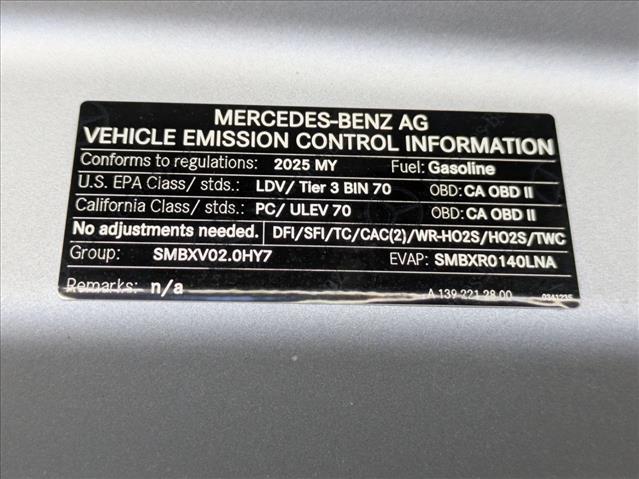 MERCEDES-BENZ AG
VEHICLE EMISSION CONTROL INFORMATION
Conforms to regulations: 2025 MY Fuel: Gasoline
U.S. EPA Class/ stds.: LDV/ Tier 3 BIN 70 OBD: CA OBD II
California Class/ stds.: PC/ ULEV 70 OBD: CA OBD II
No adjustments needed. DFI/SFI/TC/CAC(2)/WR-HO2S/HO2S/TWC
Group: SMBXV02.0HY7 EVAP: SMBXR0140LNA
Remarks: n/a A 139 221 28 00